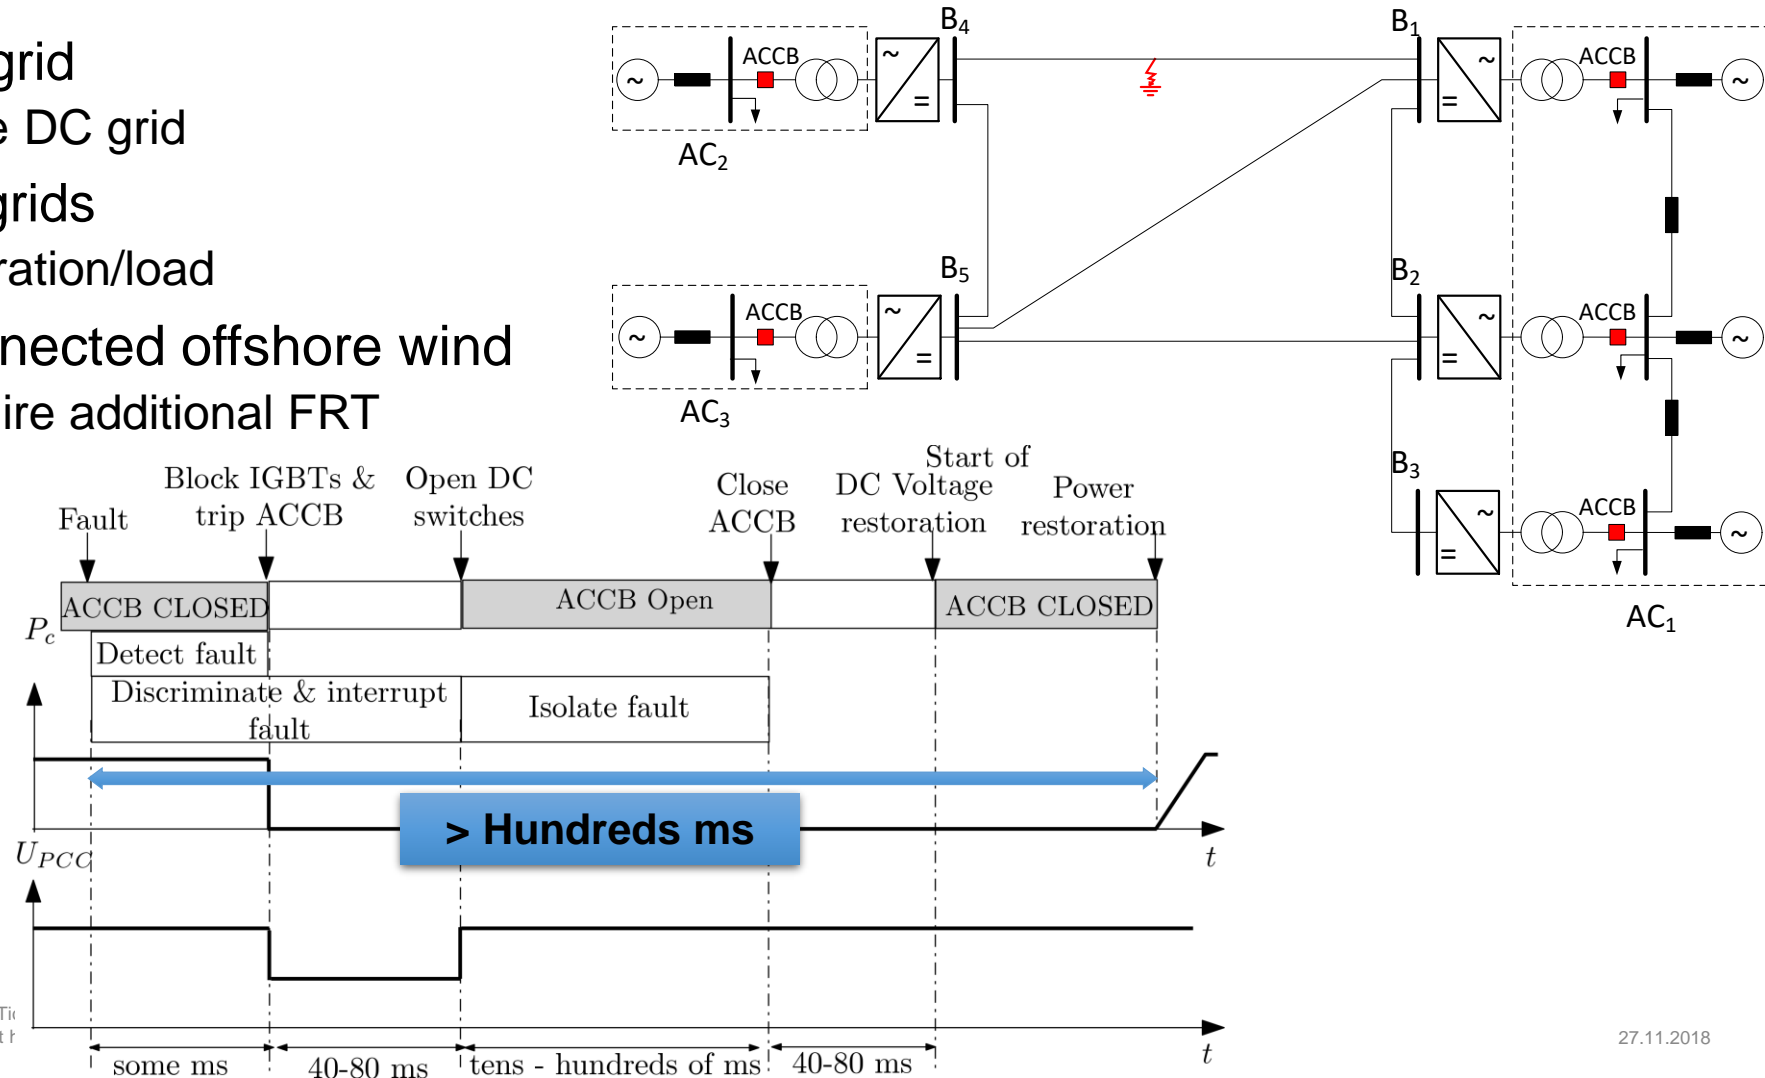 grid
e DC grid
grids
ration/load
nnected offshore wind
ire additional FRT
B4
B1
ACCB
~
~
=
~
=
ACCB
~
AC2
B5
B2
ACCB
~
~
=
~
=
ACCB
~
AC3
B3
ACCB
~
=
~
AC1
Fault
Block IGBTs &
trip ACCB
Open DC
switches
Close
ACCB
Start of
DC Voltage
restoration
Power
restoration
ACCB CLOSED
ACCB Open
ACCB CLOSED
Pc
Detect fault
Discriminate & interrupt
fault
Isolate fault
> Hundreds ms
t
UPCC
t
some ms
40-80 ms
tens - hundreds of ms
40-80 ms
27.11.2018